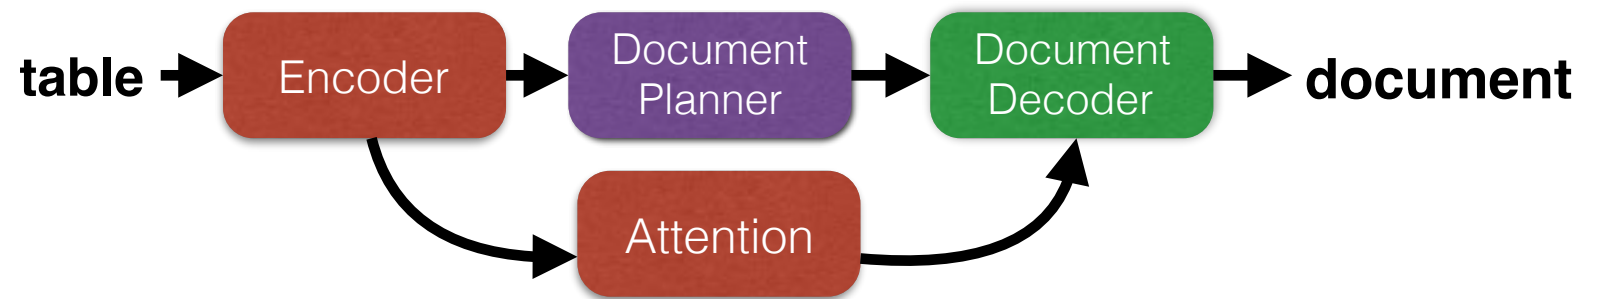 table
Encoder
Document
Planner
Document
Decoder
document
Attention